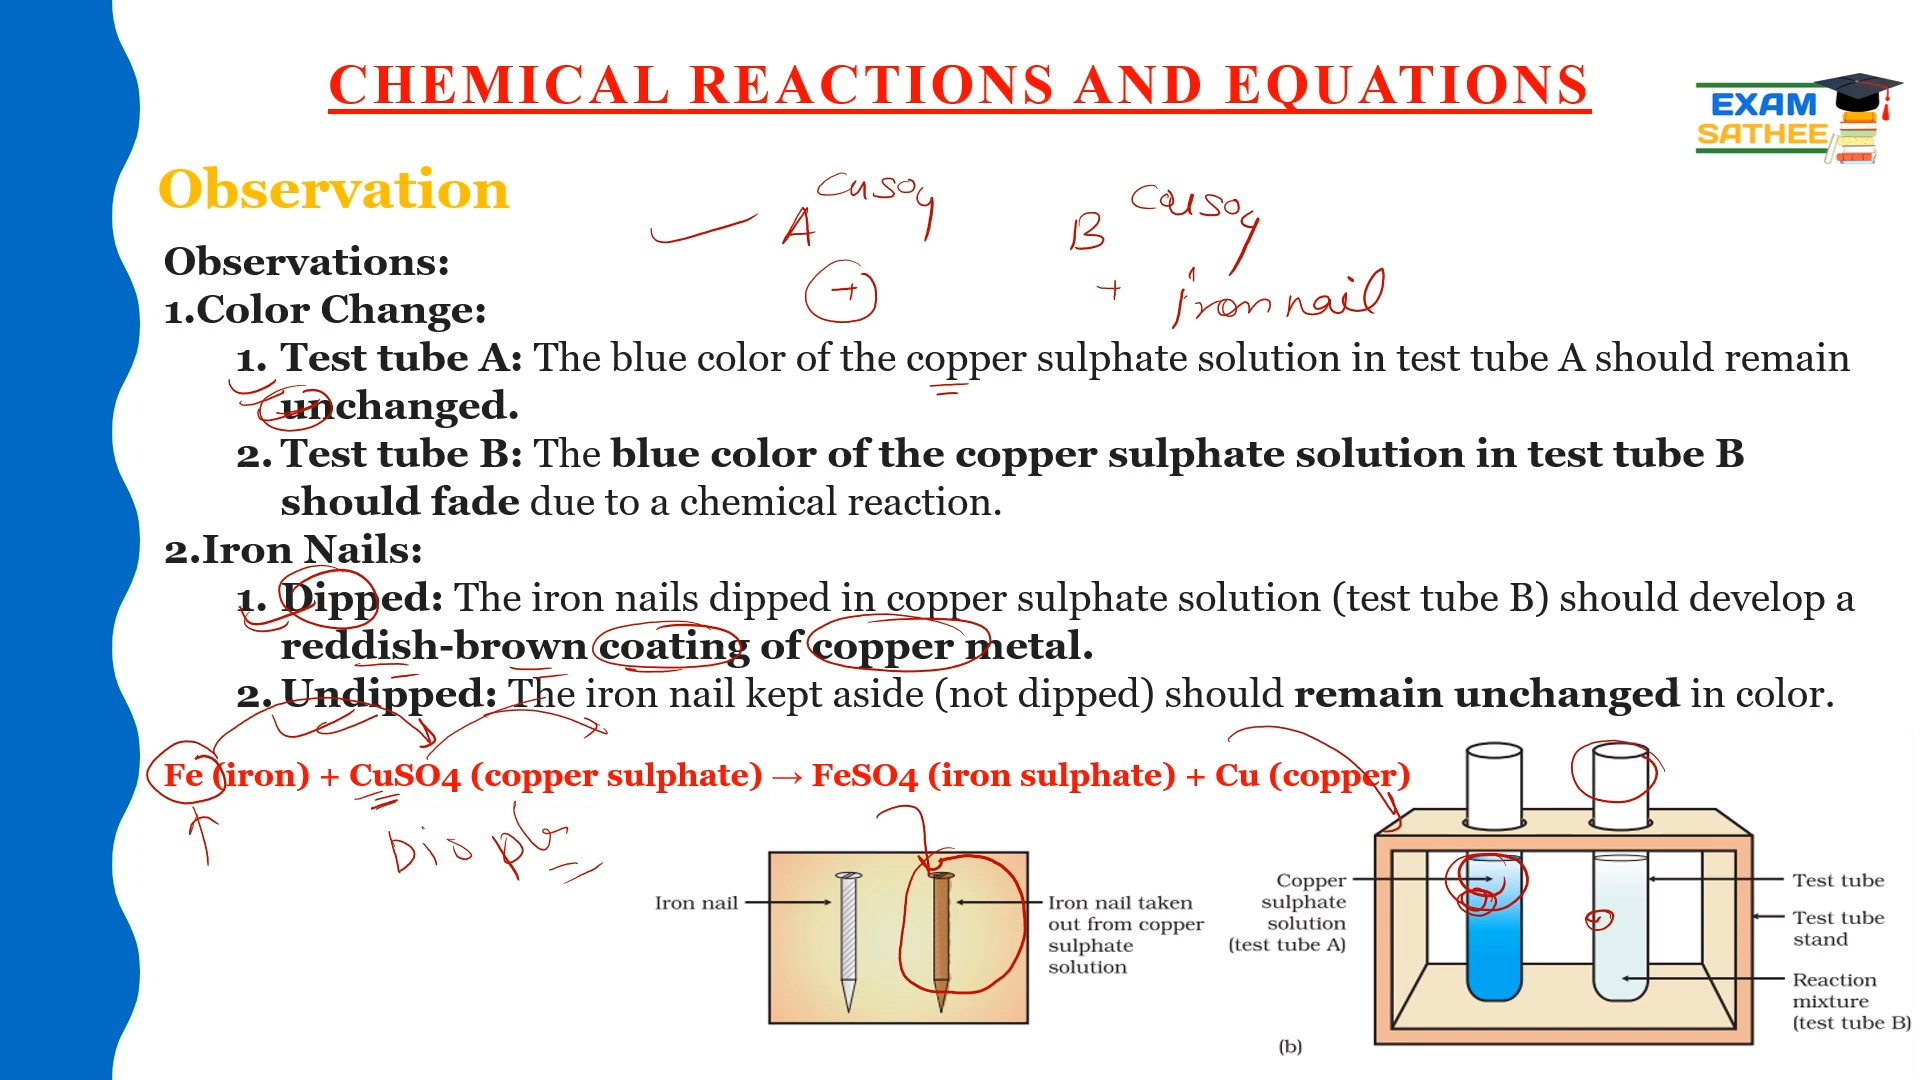 CHEMICAL REACTIONS AND EQUATIONS
EXAM
SATHEE
Observation
CuSO4
A
CuSO4
B
+
+ iron nail
Observations:
1.Color Change:
1. Test tube A: The blue color of the copper sulphate solution in test tube A should remain
unchanged.
2. Test tube B: The blue color of the copper sulphate solution in test tube B
should fade due to a chemical reaction.
2.Iron Nails:
1. Dipped: The iron nails dipped in copper sulphate solution (test tube B) should develop a
reddish-brown coating of copper metal.
2. Undipped: The iron nail kept aside (not dipped) should remain unchanged in color.
Fe (iron) + CuSO4 (copper sulphate) → FeSO4 (iron sulphate) + Cu (copper)
Iron nail
Iron nail taken
out from copper
sulphate
solution
Copper
sulphate
solution
(test tube A)
Test tube
Test tube
stand
Reaction
mixture
(test tube B)
(b)